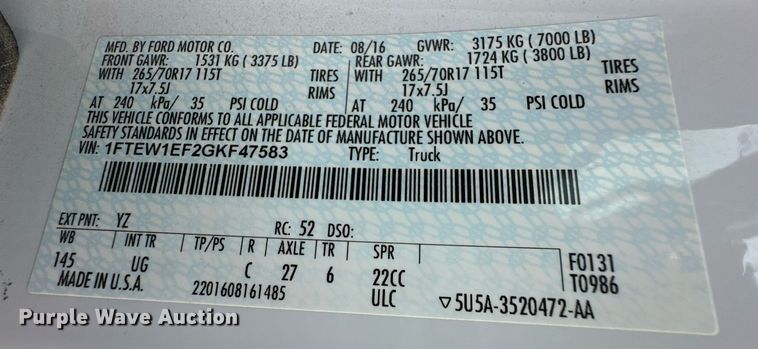 MFD. BY FORD MOTOR CO. DATE: 08/16 GVWR: 3175 KG ( 7000 LB)
FRONT GAWR: 1531 KG ( 3375 LB) REAR GAWR: 1724 KG ( 3800 LB)
WITH 265/70R17 115T TIRES WITH 265/70R17 115T TIRES
17x7.5J RIMS 17x7.5J RIMS
AT 240 kPa/ 35 PSI COLD AT 240 kPa/ 35 PSI COLD
THIS VEHICLE CONFORMS TO ALL APPLICABLE FEDERAL MOTOR VEHICLE
SAFETY STANDARDS IN EFFECT ON THE DATE OF MANUFACTURE SHOWN ABOVE.
VIN: 1FTEW1EF2GKF47583 TYPE: Truck
EXT PNT: YZ RC: 52 DSO:
WB INT TR TP/PS R AXLE TR SPR F0131
145 UG C 27 6 22CC T0986
MADE IN U.S.A. 2201608161485 ULC ▽5U5A-3520472-AA
Purple Wave Auction